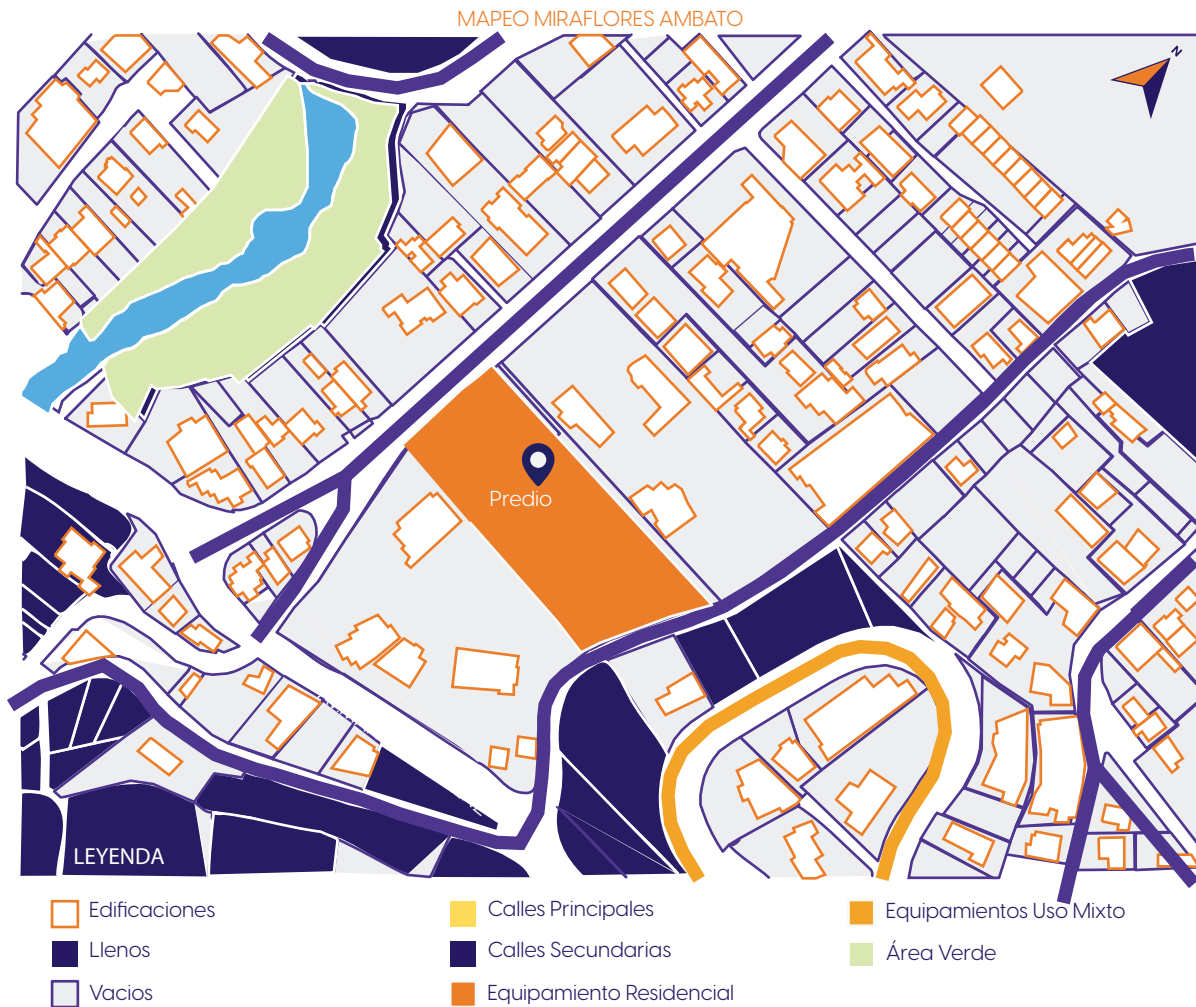 MAPEO MIRAFLORES AMBATO
N
Predio
LEYENDA
Edificaciones
Llenos
Vacios
Calles Principales
Calles Secundarias
Equipamiento Residencial
Equipamientos Uso Mixto
Área Verde